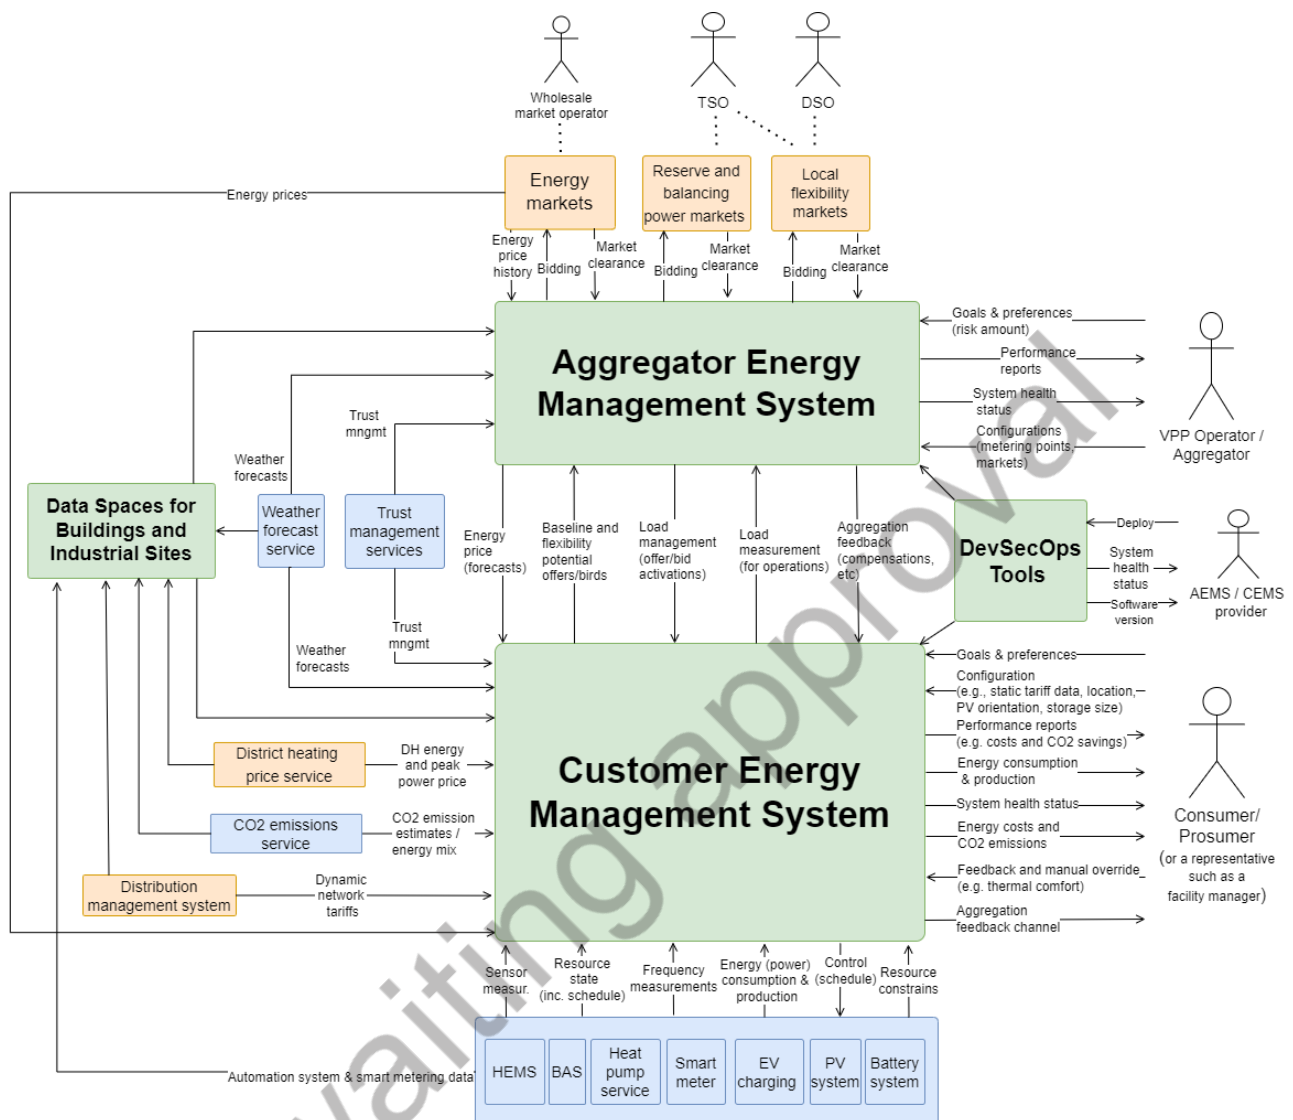 Wholesale
market operator
TSO
DSO
Energy
markets
Reserve and
balancing
power markets
Local
flexibility
markets
Energy prices
Energy
price
history
Bidding
Market
clearance
Bidding
Market
clearance
Bidding
Market
clearance
Aggregator Energy
Management System
Goals & preferences
(risk amount)
Performance
reports
System health
status
Configurations
(metering points,
markets)
VPP Operator /
Aggregator
Trust
mngmt
Weather
forecasts
Data Spaces for
Buildings and
Industrial Sites
Weather
forecast
service
Trust
management
services
Energy
price
(forecasts)
Baseline and
flexibility
potential
offers/birds
Load
management
(offer/bid
activations)
Load
measurement
(for operations)
Aggregation
feedback
(compensations,
etc)
DevSecOps
Tools
Deploy
System
health
status
Software
version
AEMS / CEMS
provider
Trust
mngmt
Weather
forecasts
Customer Energy
Management System
Goals & preferences
Configuration
(e.g., static tariff data, location,
PV orientation, storage size)
Performance reports
(e.g. costs and CO2 savings)
Energy consumption
& production
System health status
Energy costs and
CO2 emissions
Feedback and manual override
(e.g. thermal comfort)
Aggregation
feedback channel
Consumer/
Prosumer
(or a representative
such as a
facility manager)
District heating
price service
DH energy
and peak
power price
CO2 emissions
service
CO2 emission
estimates /
energy mix
Distribution
management system
Dynamic
network
tariffs
Sensor
measur.
Resource
state
(inc. schedule)
Frequency
measurements
Energy (power)
consumption &
production
Control
(schedule)
Resource
constrains
Automation system & smart metering data
HEMS
BAS
Heat
pump
service
Smart
meter
EV
charging
PV
system
Battery
system
waiting approval